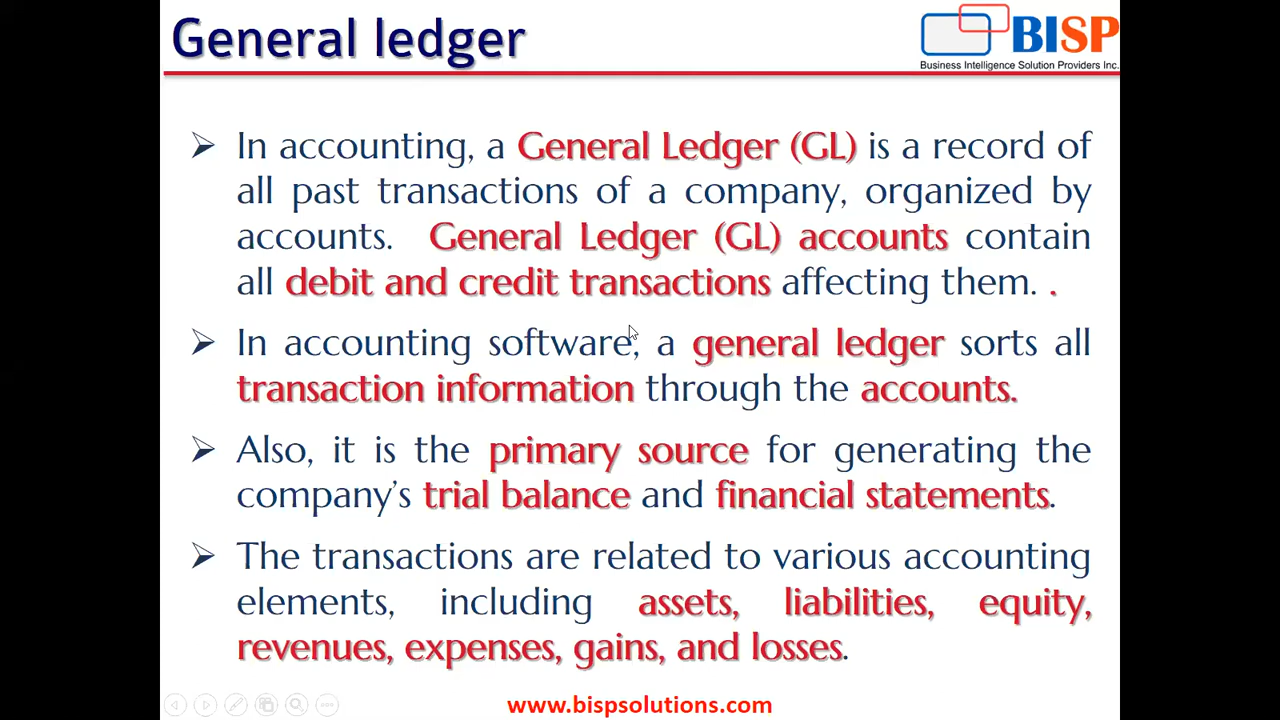 General ledger
BISP
Business Intelligence Solution Providers Inc.
In accounting, a General Ledger (GL) is a record of
all past transactions of a company, organized by
accounts. General Ledger (GL) accounts contain
all debit and credit transactions affecting them. .
In accounting software, a general ledger sorts all
transaction information through the accounts.
Also, it is the primary source for generating the
company's trial balance and financial statements.
The transactions are related to various accounting
elements, including assets, liabilities, equity,
revenues, expenses, gains, and losses.
www.bispsolutions.com